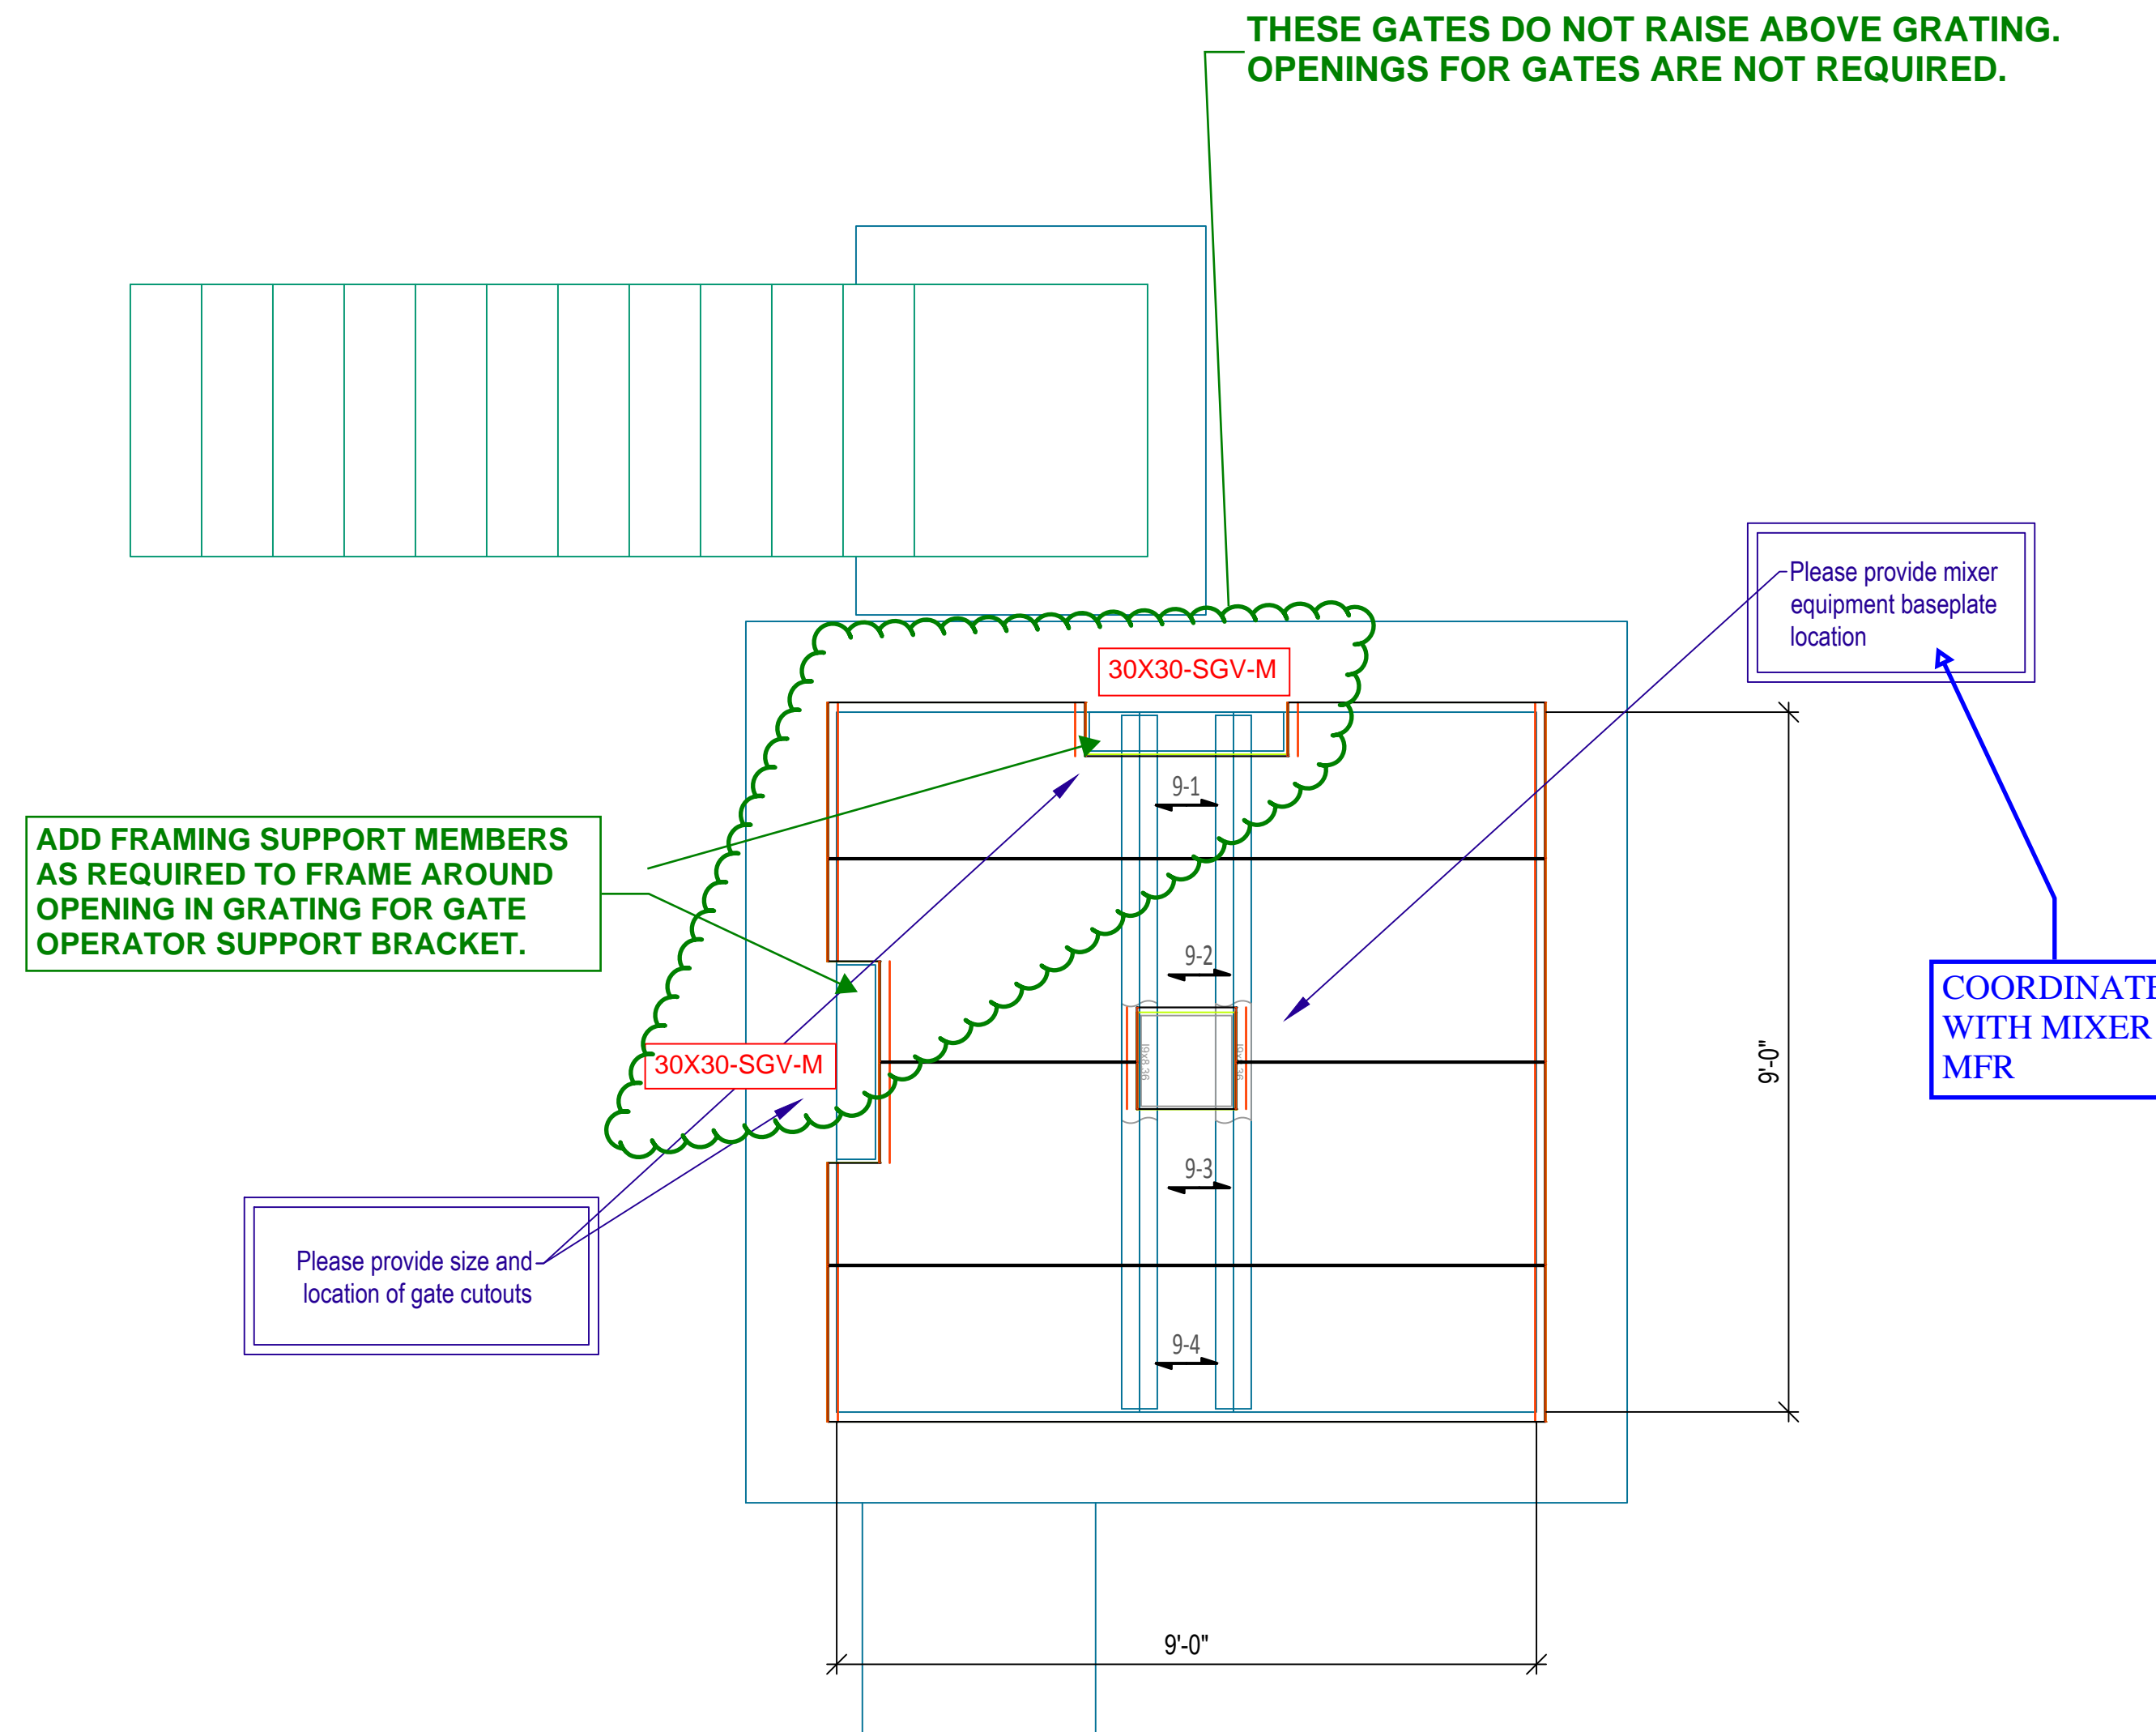 THESE GATES DO NOT RAISE ABOVE GRATING.
OPENINGS FOR GATES ARE NOT REQUIRED.
Please provide mixer
equipment baseplate
location
30X30-SGV-M
9-1
ADD FRAMING SUPPORT MEMBERS
AS REQUIRED TO FRAME AROUND
OPENING IN GRATING FOR GATE
OPERATOR SUPPORT BRACKET.
9-2
COORDINATE
WITH MIXER
MFR
30X30-SGV-M
9'-0"
9-3
Please provide size and
location of gate cutouts
9-4
9'-0"